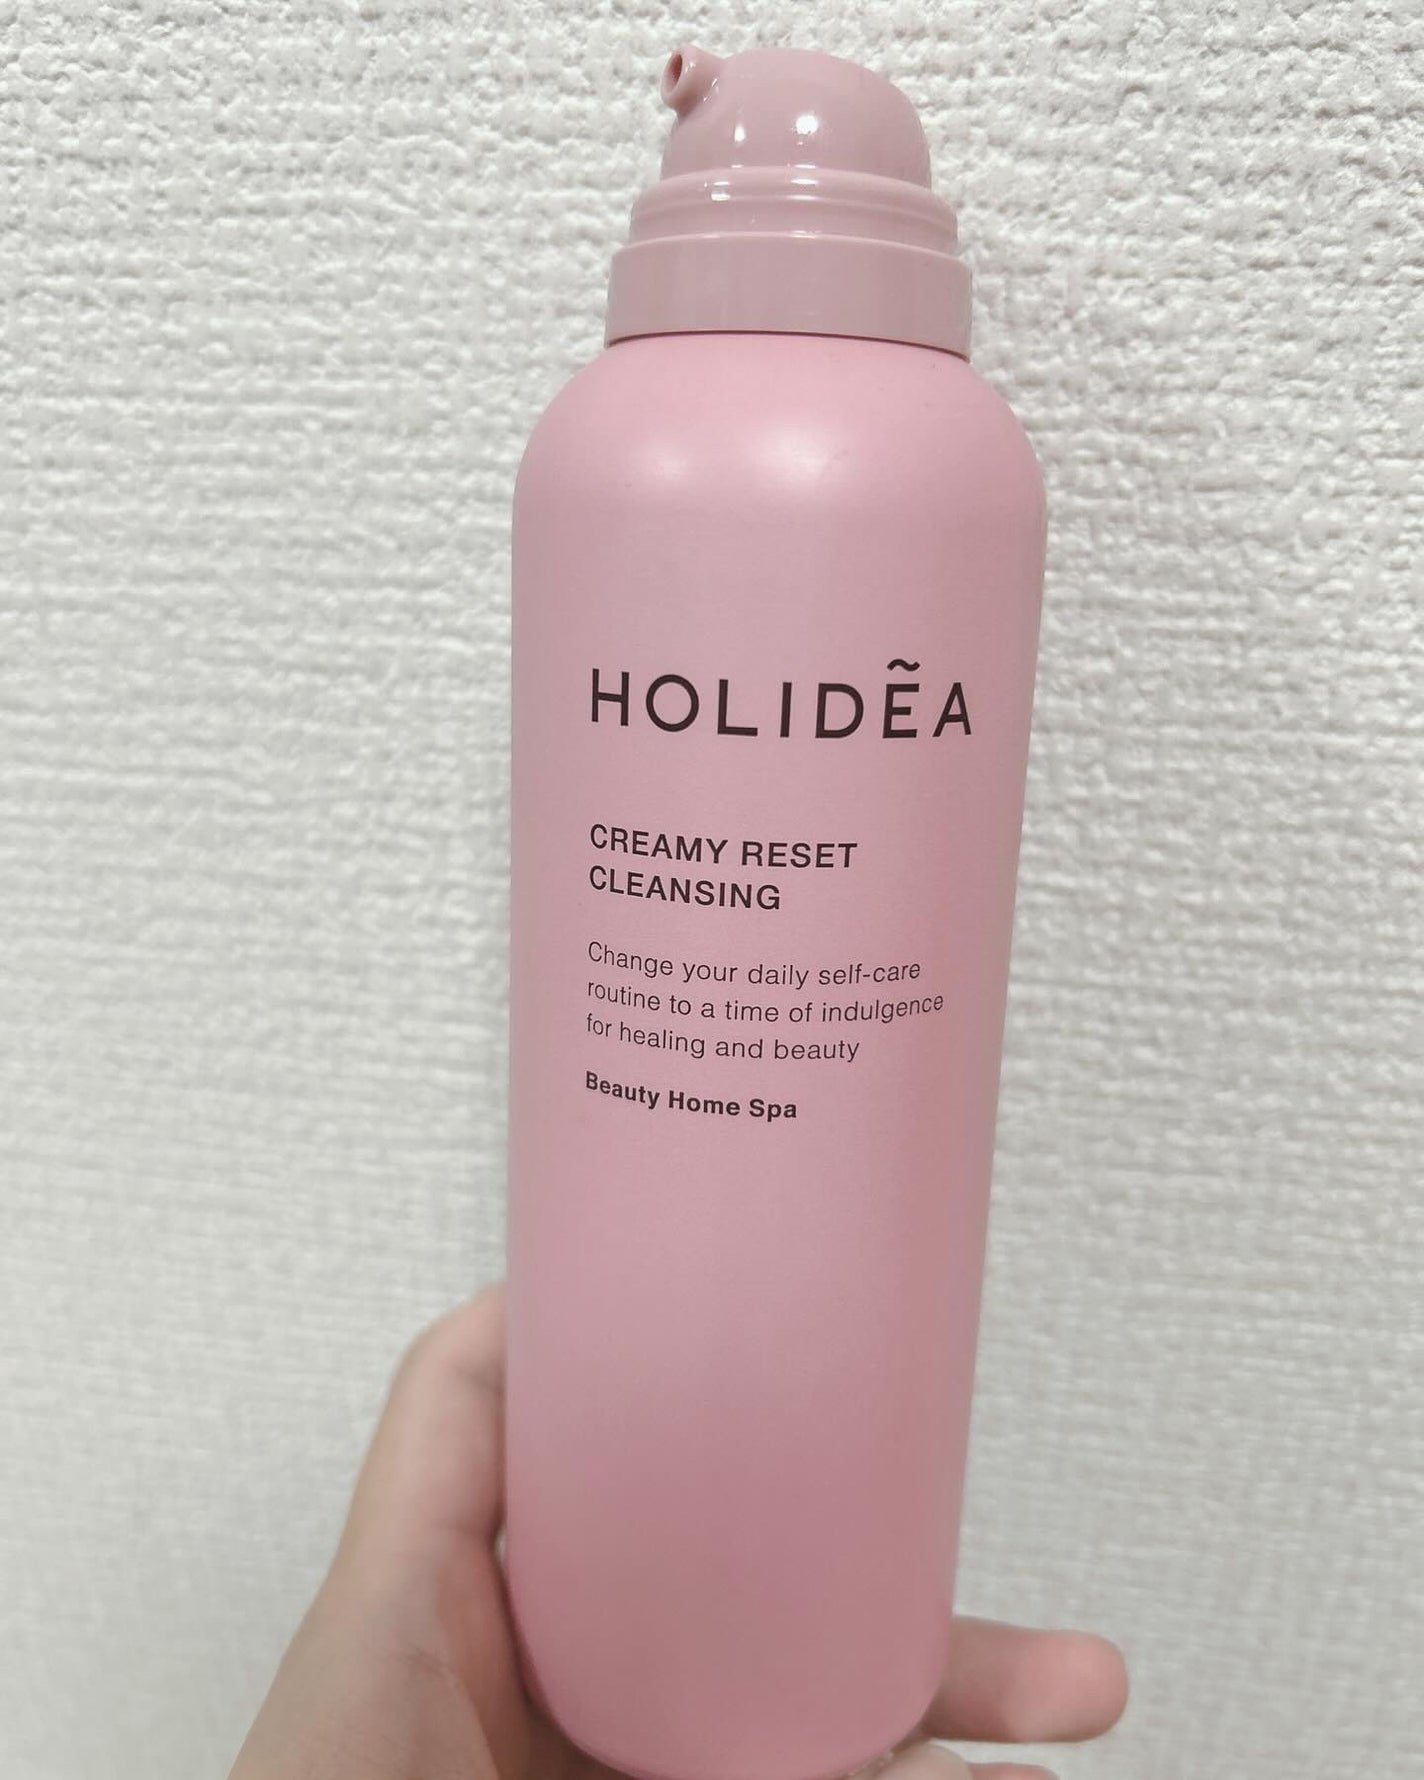 HOLIDẼA
CREAMY RESET
CLEANSING
Change your daily self-care
routine to a time of indulgence
for healing and beauty
Beauty Home Spa